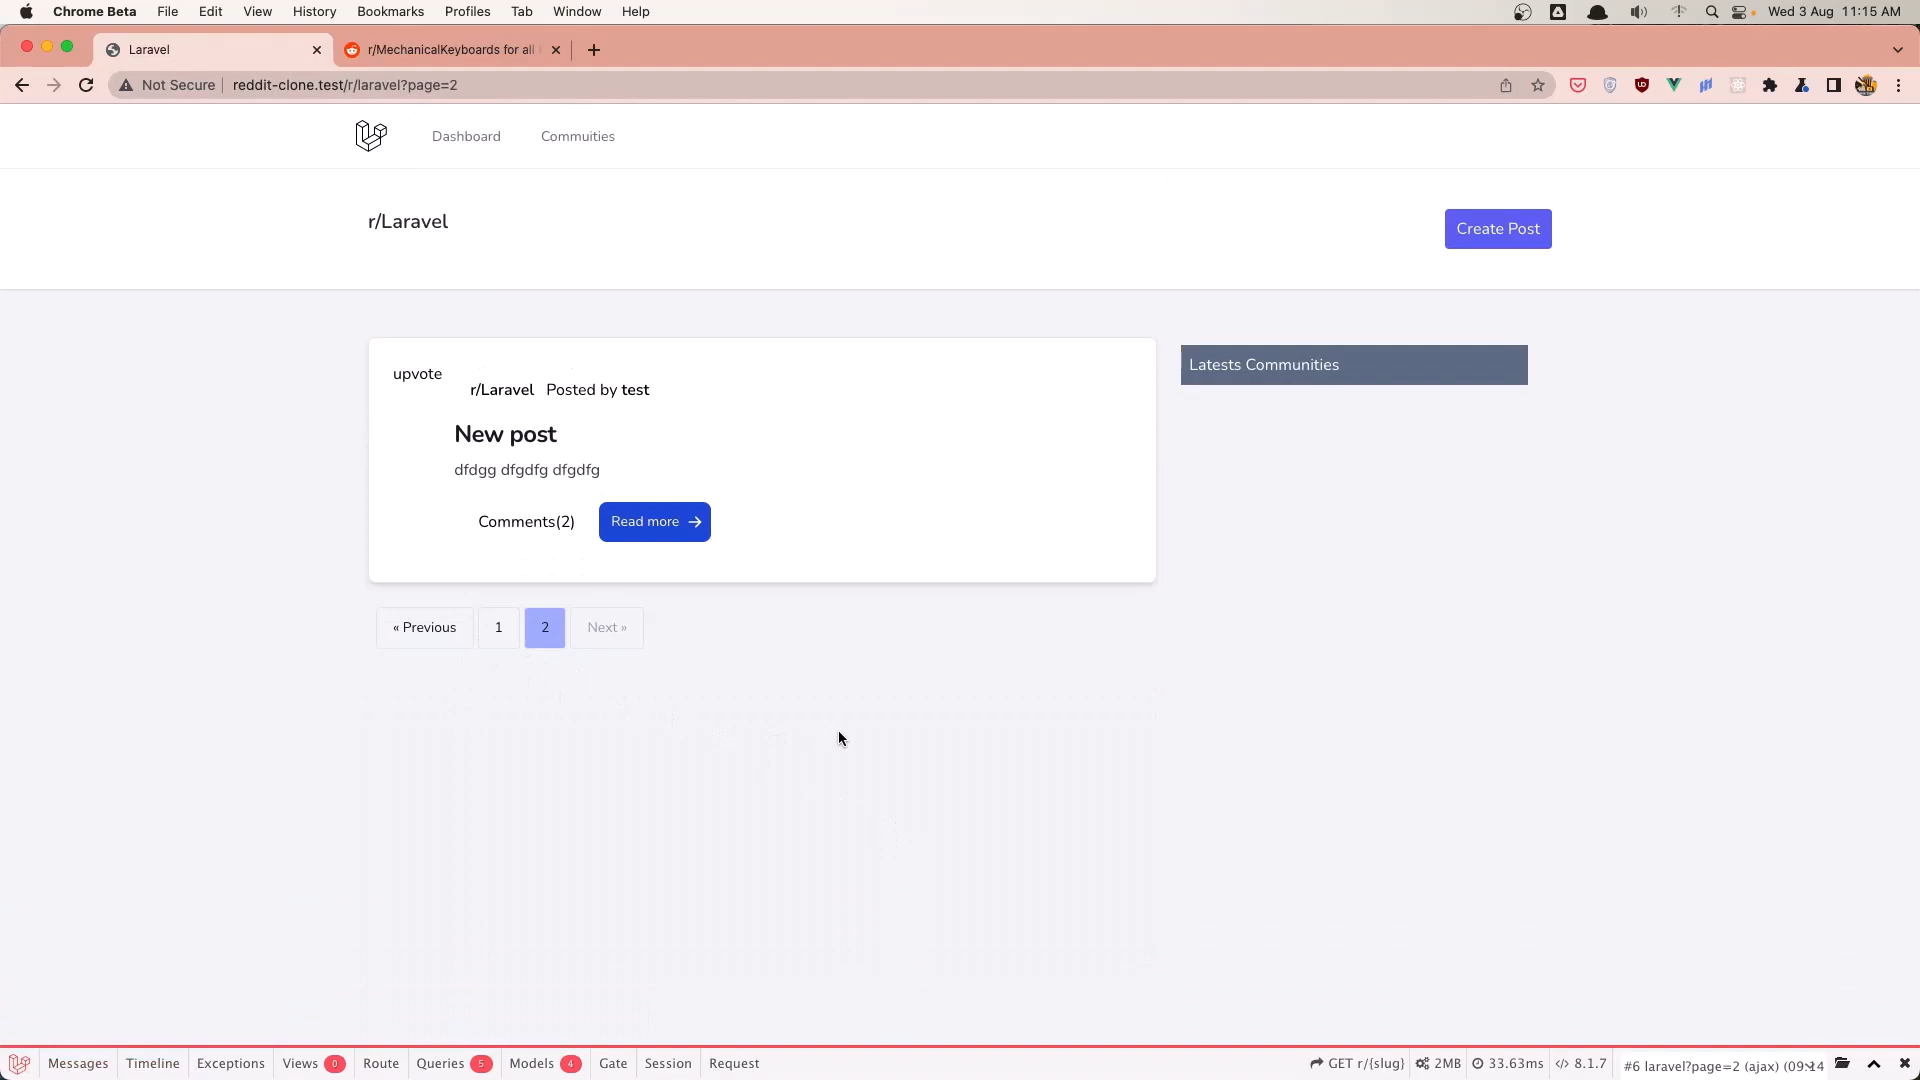 Chrome Beta File Edit View History Bookmarks Profiles Tab Window Help Wed 3 Aug 11:15 AM
Laravel r/MechanicalKeyboards for all
Not Secure reddit-clone.test/r/laravel?page=2
Dashboard Commuities
r/Laravel
Create Post
upvote
r/Laravel Posted by test
New post
dfdgg dfgdfg dfgdfg
Comments(2) Read more
Latests Communities
« Previous 1 2 Next »
Messages Timeline Exceptions Views 0 Route Queries 5 Models 4 Gate Session Request GET r/{slug} 2MB 33.63ms </> 8.1.7 #6 laravel?page=2 (ajax) (09:14